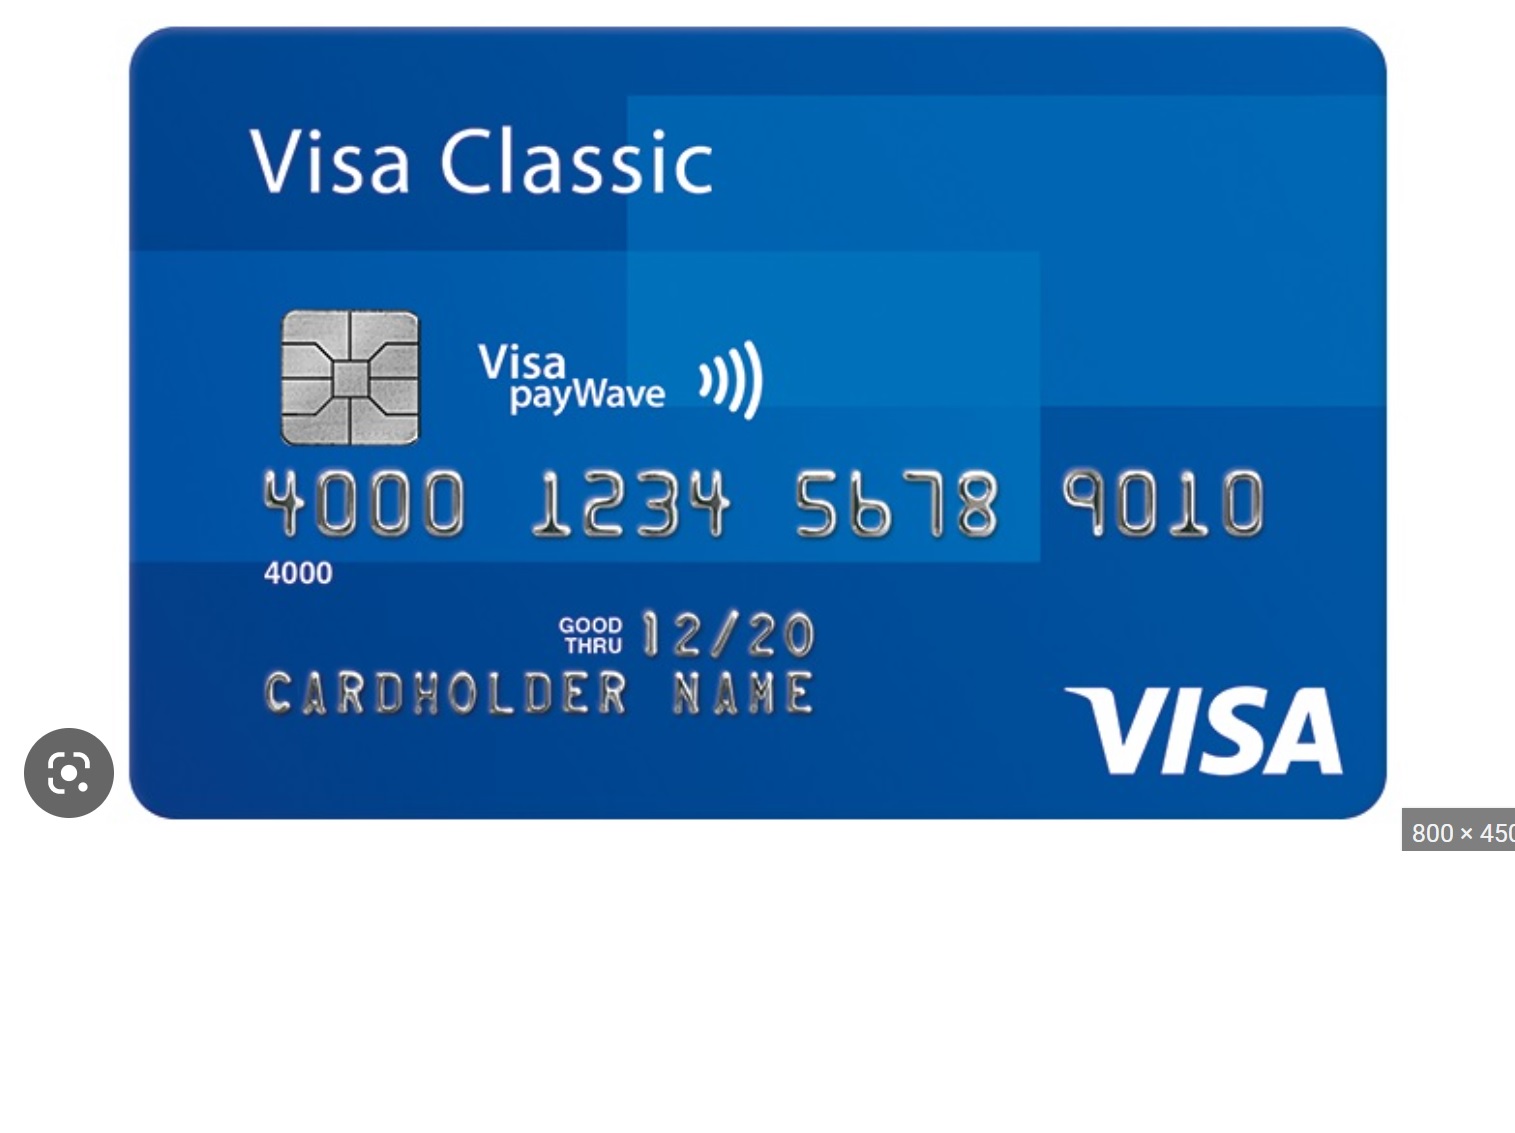 Visa Classic
Visa
payWave
4000 1234 5678 9010
4000
GOOD
THRU 12/20
CARDHOLDER NAME
VISA
800 × 450